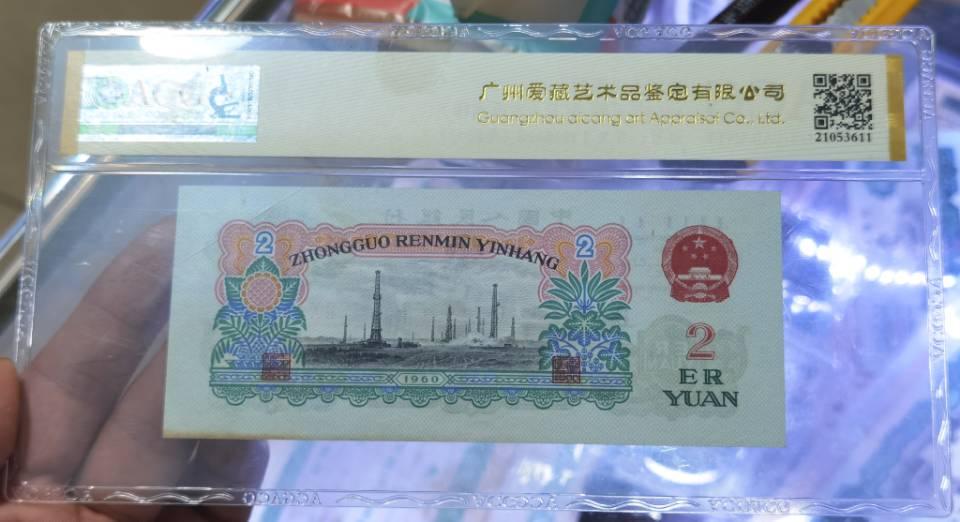 广州爱藏艺术品鉴定有限公司
Guangzhou aicang art Appraisal Co., Ltd.
21053611
2
ZHONGGUO RENMIN YINHANG
2
1960
2
ER
YUAN